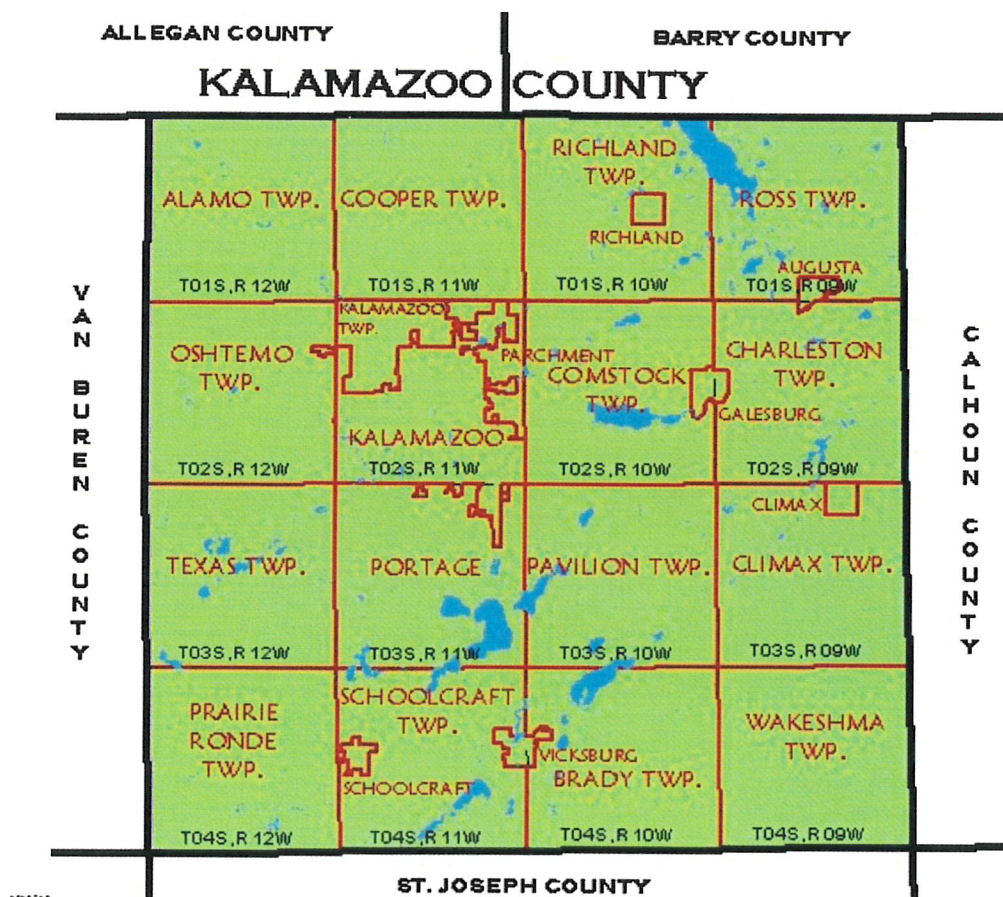 ALLEGAN COUNTY
BARRY COUNTY
KALAMAZOO COUNTY
ALAMO TWP.
COOPER TWP.
RICHLAND
TWP.
RICHLAND
ROSS TWP.
AUGUSTA
T01S,R 12W
T01S,R 11W
T01S,R 10W
T01S,R 09W
VAN BUREN COUNTY
CALHOUN COUNTY
OSHTEMO
TWP.
KALAMAZOO
TWP.
PARCHMENT
KALAMAZOO
COMSTOCK
TWP.
CHARLESTON
TWP.
GALESBURG
T02S,R 12W
T02S,R 11W
T02S,R 10W
T02S,R 09W
CLIMAX
TEXAS TWP.
PORTAGE
PAVILION TWP.
CLIMAX TWP.
T03S,R 12W
T03S,R 11W
T03S,R 10W
T03S,R 09W
PRAIRIE
RONDE
TWP.
SCHOOLCRAFT
TWP.
SCHOOLCRAFT
VICKSBURG
BRADY TWP.
WAKESHMA
TWP.
T04S,R 12W
T04S,R 11W
T04S,R 10W
T04S,R 09W
ST. JOSEPH COUNTY